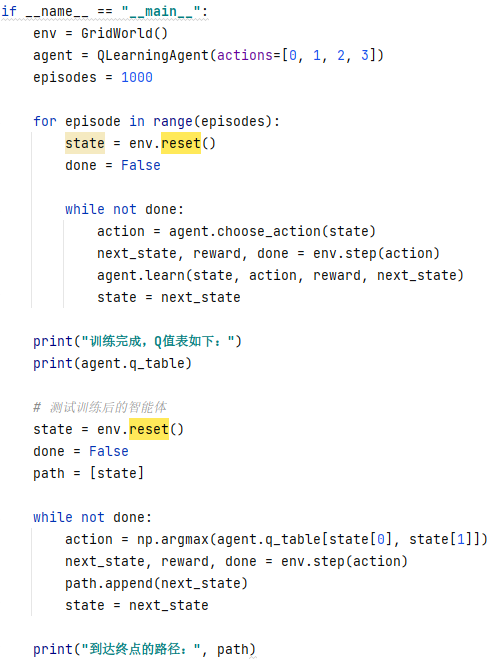 if __name__ == "__main__":
    env = GridWorld()
    agent = QLearningAgent(actions=[0, 1, 2, 3])
    episodes = 1000

    for episode in range(episodes):
        state = env.reset()
        done = False

        while not done:
            action = agent.choose_action(state)
            next_state, reward, done = env.step(action)
            agent.learn(state, action, reward, next_state)
            state = next_state

    print("训练完成，Q值表如下：")
    print(agent.q_table)

    # 测试训练后的智能体
    state = env.reset()
    done = False
    path = [state]

    while not done:
        action = np.argmax(agent.q_table[state[0], state[1]])
        next_state, reward, done = env.step(action)
        path.append(next_state)
        state = next_state

    print("到达终点的路径：", path)